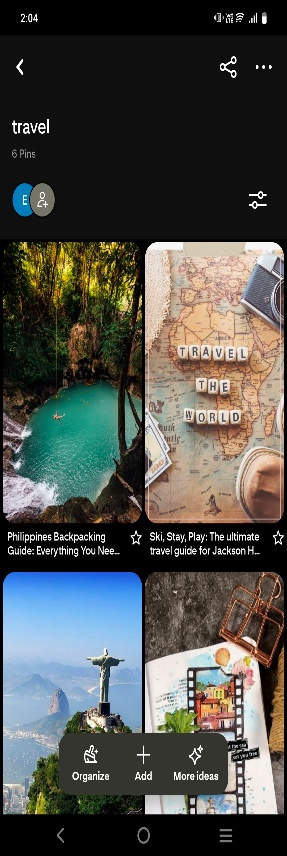 2:04
travel
6 Pins
E
TRAVEL
THE
WORLD
Philippines Backpacking
Guide: Everything You Nee...
Ski, Stay, Play: The ultimate
travel guide for Jackson H...
Organize
Add
More ideas